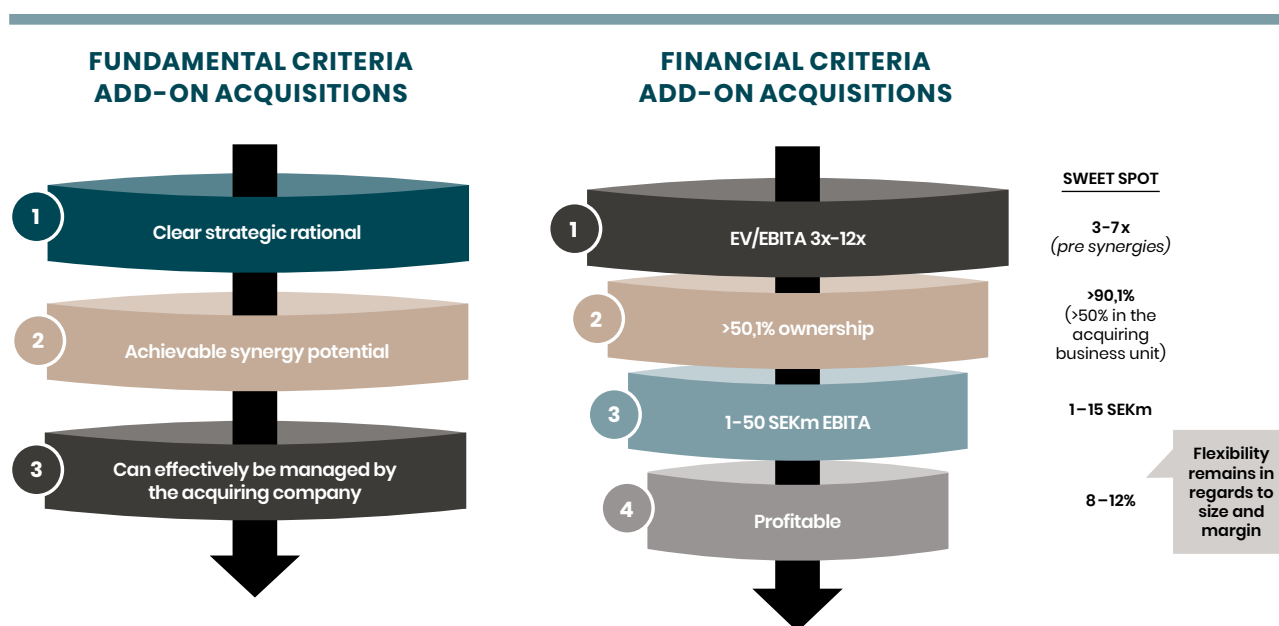 FUNDAMENTAL CRITERIA
ADD-ON ACQUISITIONS
1
Clear strategic rational
2
Achievable synergy potential
3
Can effectively be managed by
the acquiring company
FINANCIAL CRITERIA
ADD-ON ACQUISITIONS
SWEET SPOT
1
EV/EBITA 3x-12x
3-7x
(pre synergies)
2
>50,1% ownership
>90,1%
(>50% in the
acquiring
business unit)
3
1-50 SEKm EBITA
1–15 SEKm
4
Profitable
8–12%
Flexibility
remains in
regards to
size and
margin